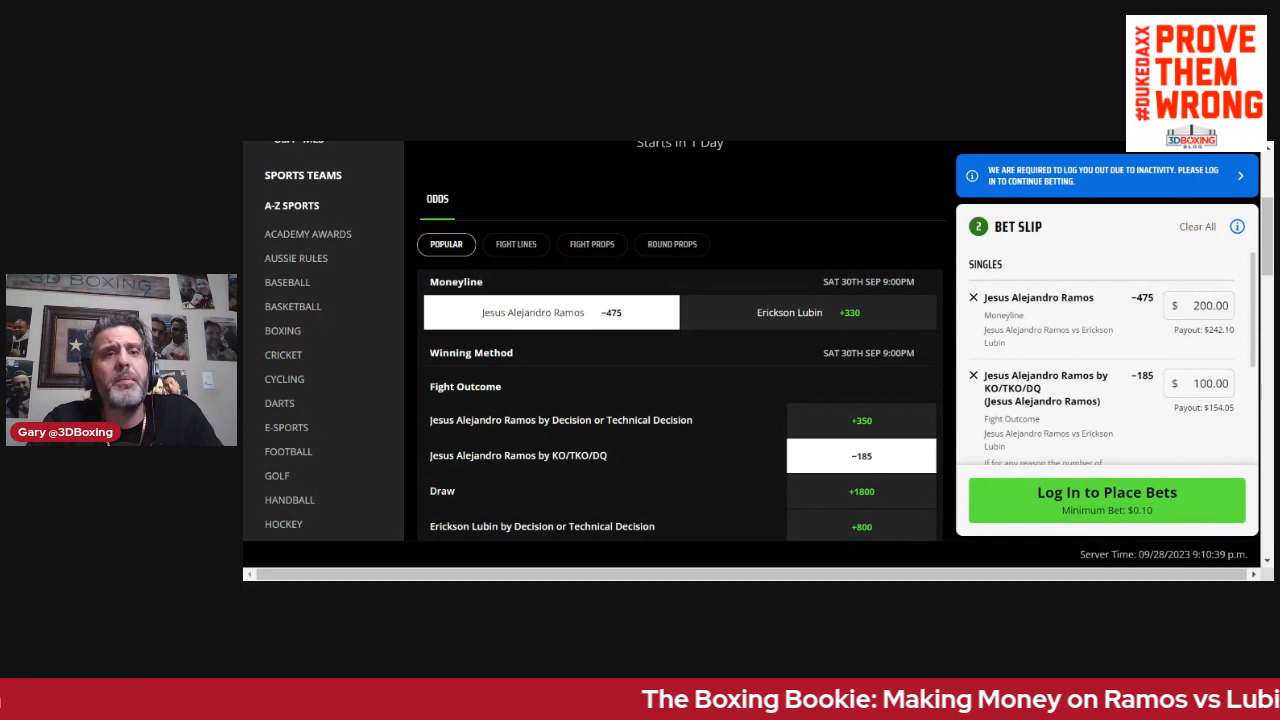 #DUKEDAXX
PROVE
THEM
WRONG
3DBOXING
BLOG
Starts in 1 Day
SPORTS TEAMS
A-Z SPORTS
ACADEMY AWARDS
AUSSIE RULES
BASEBALL
BASKETBALL
BOXING
CRICKET
CYCLING
DARTS
E-SPORTS
FOOTBALL
GOLF
HANDBALL
HOCKEY
ODDS
POPULAR FIGHT LINES FIGHT PROPS ROUND PROPS
Moneyline SAT 30TH SEP 9:00PM
Jesus Alejandro Ramos −475 Erickson Lubin +330
Winning Method SAT 30TH SEP 9:00PM
Fight Outcome
Jesus Alejandro Ramos by Decision or Technical Decision +350
Jesus Alejandro Ramos by KO/TKO/DQ −185
Draw +1800
Erickson Lubin by Decision or Technical Decision +800
WE ARE REQUIRED TO LOG YOU OUT DUE TO INACTIVITY. PLEASE LOG
IN TO CONTINUE BETTING.
2 BET SLIP Clear All
SINGLES
Jesus Alejandro Ramos −475 $ 200.00
Moneyline Payout: $242.10
Jesus Alejandro Ramos vs Erickson
Lubin
Jesus Alejandro Ramos by −185 $ 100.00
KO/TKO/DQ
(Jesus Alejandro Ramos) Payout: $154.05
Fight Outcome
Jesus Alejandro Ramos vs Erickson
Lubin
If for any reason the number of
Log In to Place Bets
Minimum Bet: $0.10
Server Time: 09/28/2023 9:10:39 p.m.
3D BOXING
Gary @3DBoxing
The Boxing Bookie: Making Money on Ramos vs Lubi